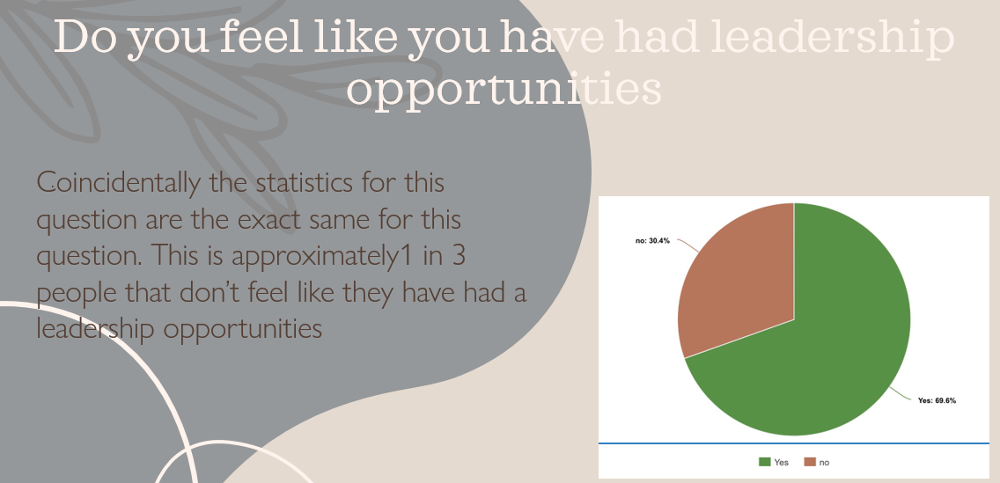 Do you feel like you have had leadership
opportunities
Coincidentally the statistics for this
question are the exact same for this
question. This is approximately1 in 3
people that don’t feel like they have had a
leadership opportunities
no: 30.4%
Yes: 69.6%
Yes no